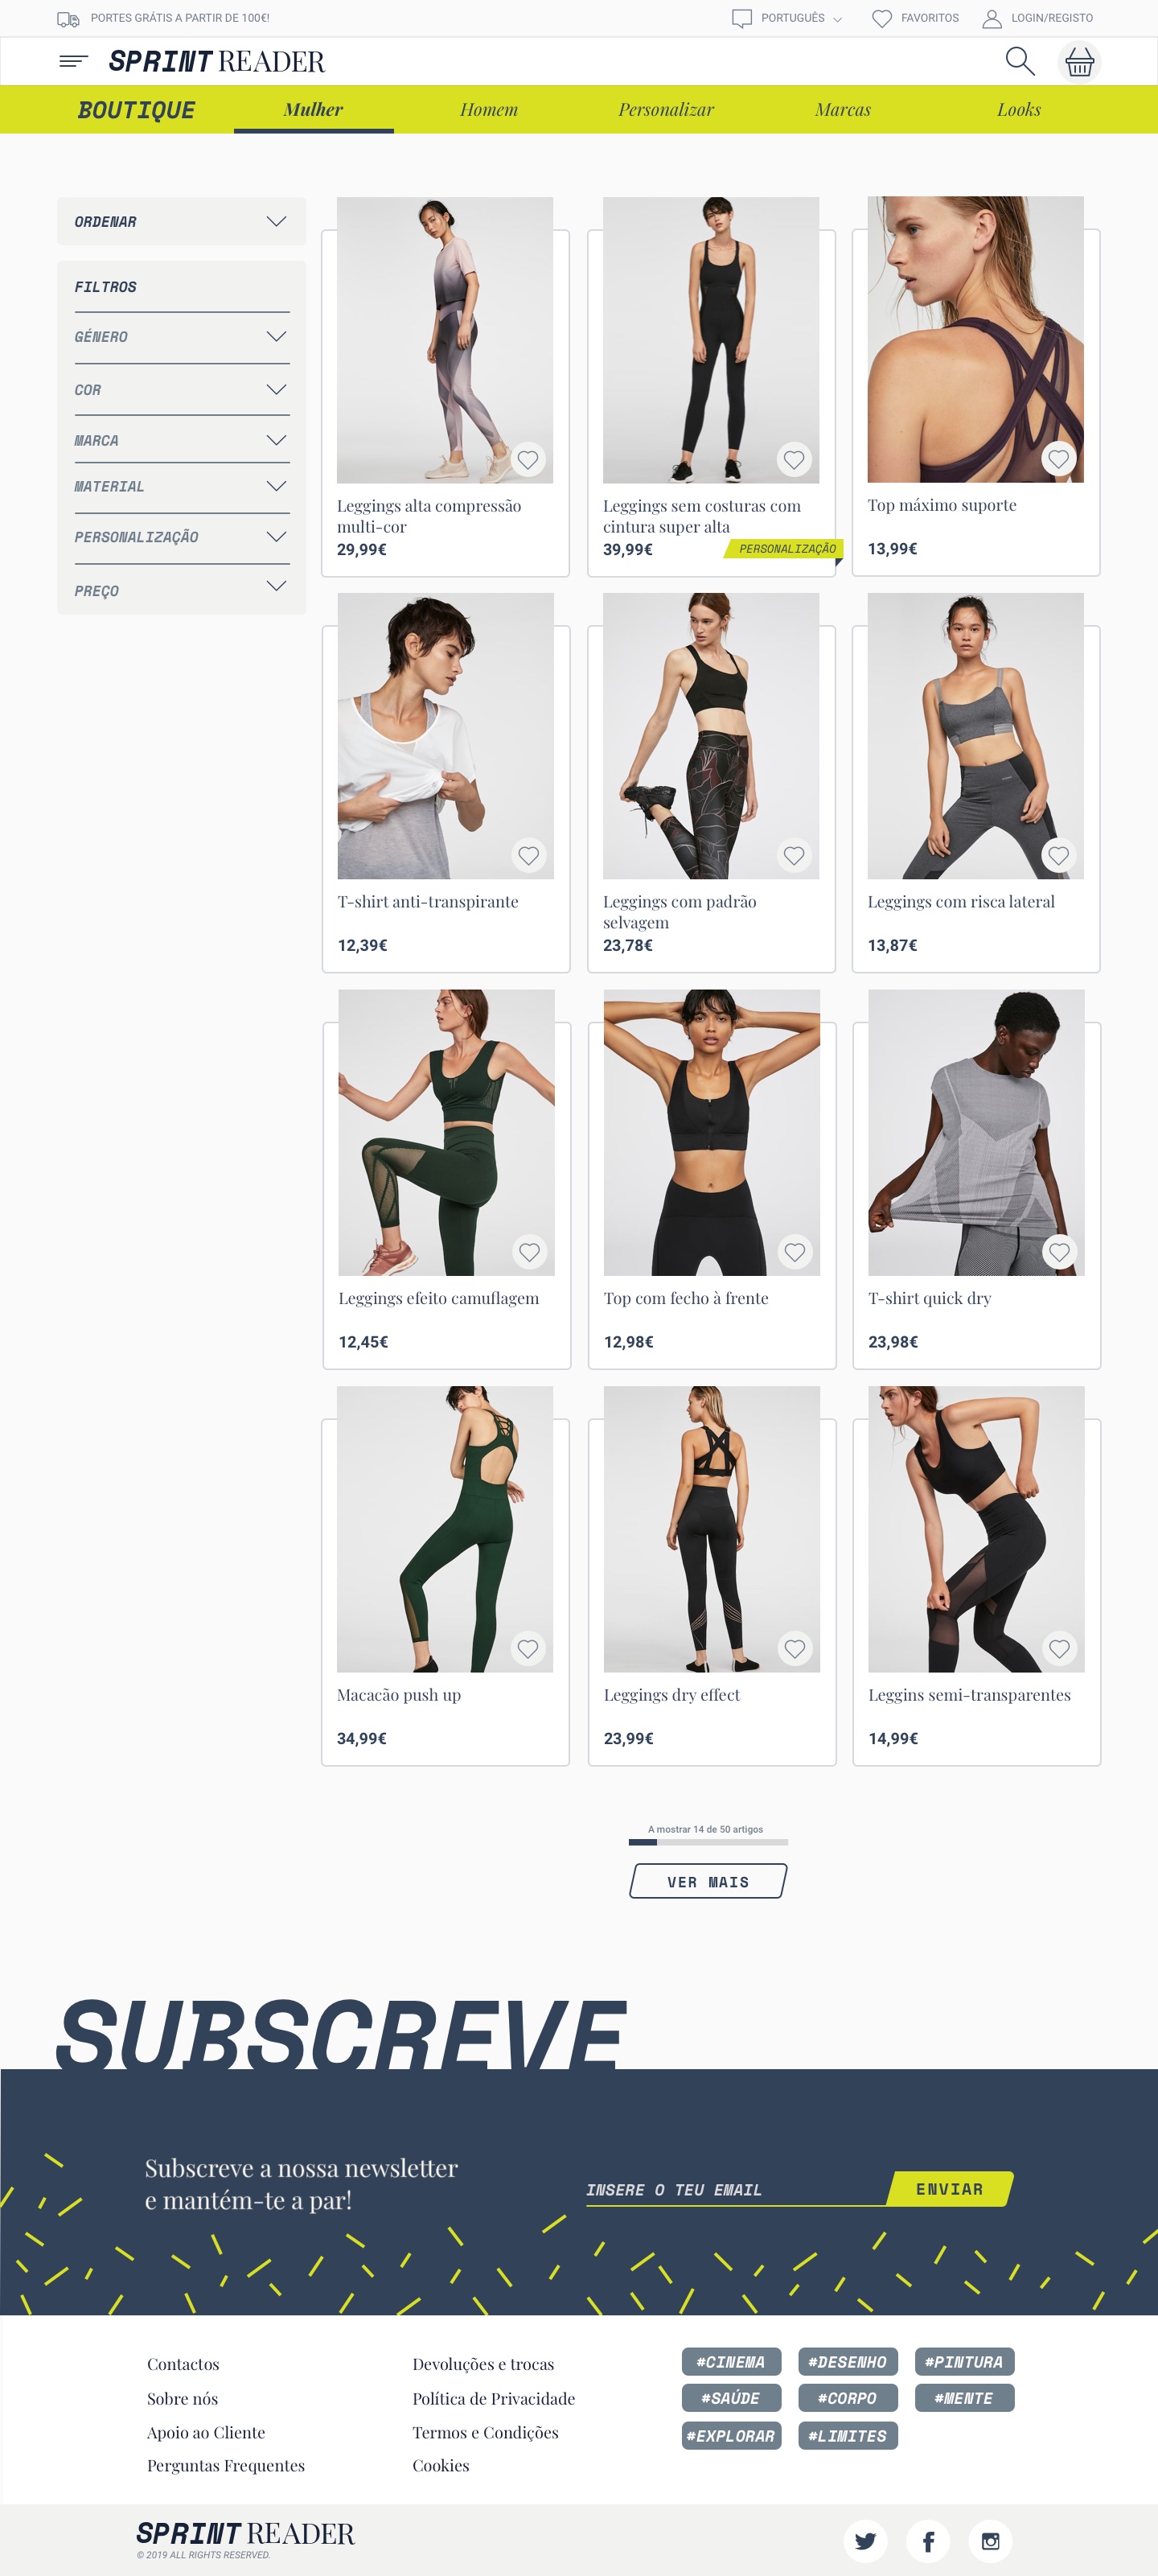 PORTES GRÁTIS A PARTIR DE 100€!
PORTUGUÊS
FAVORITOS
LOGIN/REGISTO
SPRINT READER
BOUTIQUE
Mulher
Homem
Personalizar
Marcas
Looks
ORDENAR
FILTROS
GÉNERO
COR
MARCA
MATERIAL
PERSONALIZAÇÃO
PREÇO
Leggings alta compressão
multi-cor
29,99€
Leggings sem costuras com
cintura super alta
39,99€
PERSONALIZAÇÃO
Top máximo suporte
13,99€
T-shirt anti-transpirante
12,39€
Leggings com padrão
selvagem
23,78€
Leggings com risca lateral
13,87€
Leggings efeito camuflagem
12,45€
Top com fecho à frente
12,98€
T-shirt quick dry
23,98€
Macacão push up
34,99€
Leggings dry effect
23,99€
Leggins semi-transparentes
14,99€
A mostrar 14 de 50 artigos
VER MAIS
SUBSCREVE
Subscreve a nossa newsletter
e mantém-te a par!
INSERE O TEU EMAIL
ENVIAR
Contactos
Sobre nós
Apoio ao Cliente
Perguntas Frequentes
Devoluções e trocas
Política de Privacidade
Termos e Condições
Cookies
#CINEMA
#DESENHO
#PINTURA
#SAÚDE
#CORPO
#MENTE
#EXPLORAR
#LIMITES
SPRINT READER
© 2019 ALL RIGHTS RESERVED.